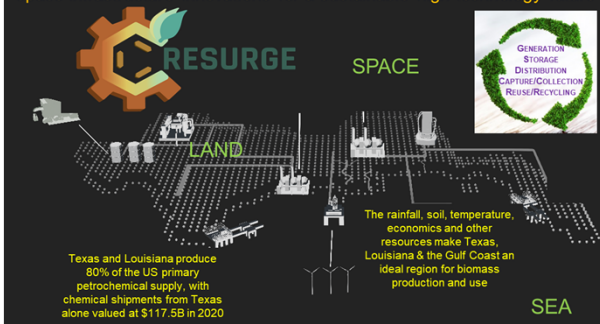 RESURGE
SPACE
GENERATION
STORAGE
DISTRIBUTION
CAPTURE/COLLECTION
REUSE/RECYCLING
LAND
Texas and Louisiana produce
80% of the US primary
petrochemical supply, with
chemical shipments from Texas
alone valued at $117.5B in 2020
The rainfall, soil, temperature,
economics and other
resources make Texas,
Louisiana & the Gulf Coast an
ideal region for biomass
production and use
SEA